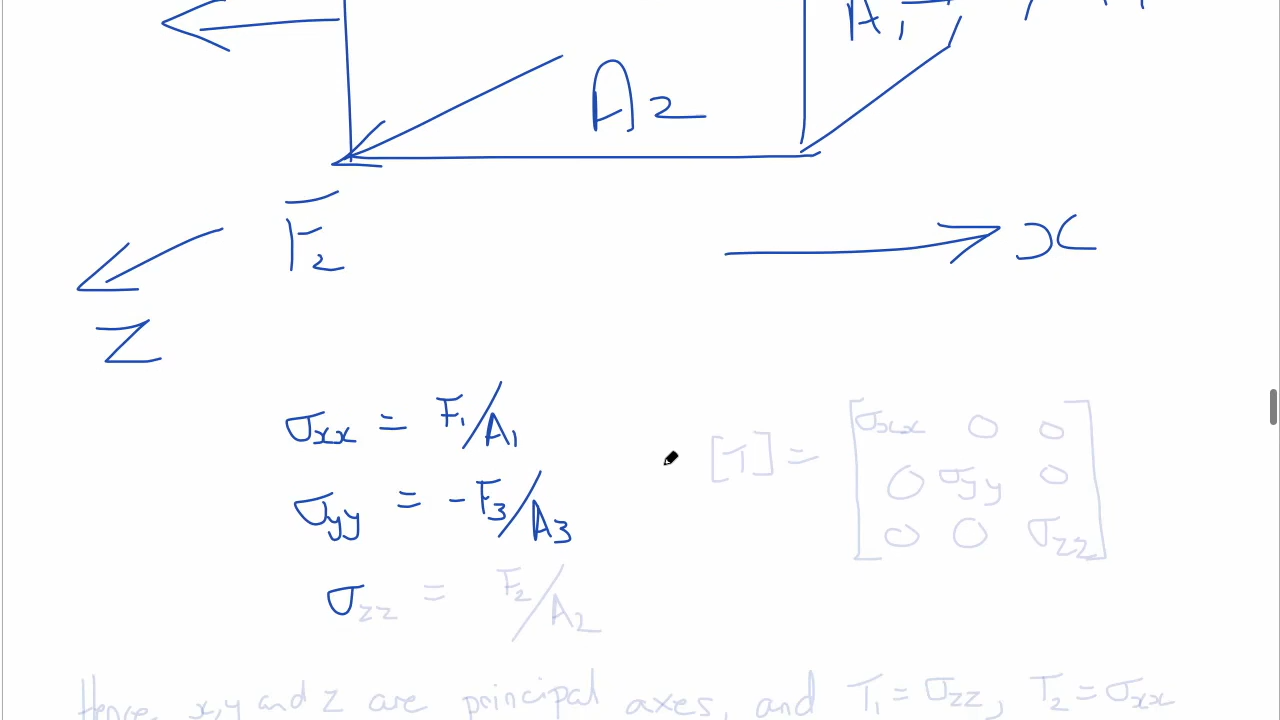 A₁
A₂
F₂
x
z
σxx = F₁/A₁
σyy = -F₃/A₃
σzz = F₂/A₂
[T] = [σxx 0 0
0 σyy 0
0 0 σzz]
Hence, x,y and z are principal axes, and T₁ = σzz, T₂ = σxx